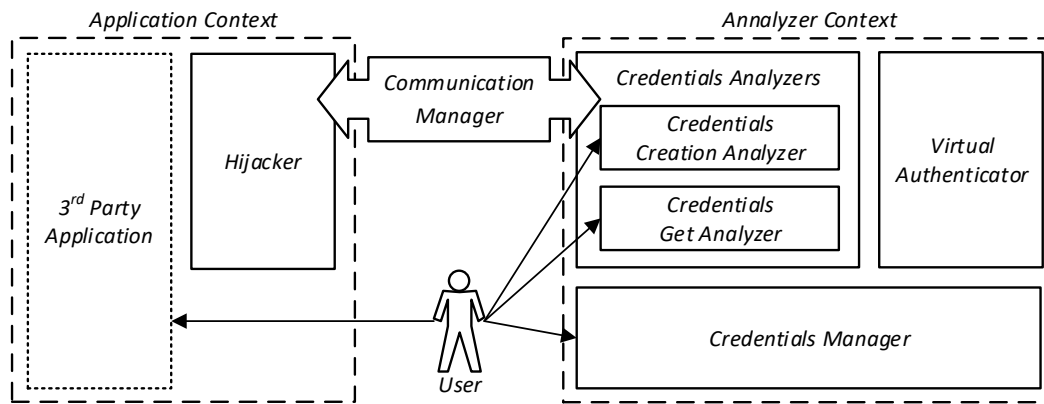 Application Context
Annalyzer Context
Communication
Manager
Credentials Analyzers
Credentials
Creation Analyzer
Hijacker
Virtual
Authenticator
3rd Party
Application
Credentials
Get Analyzer
Credentials Manager
User